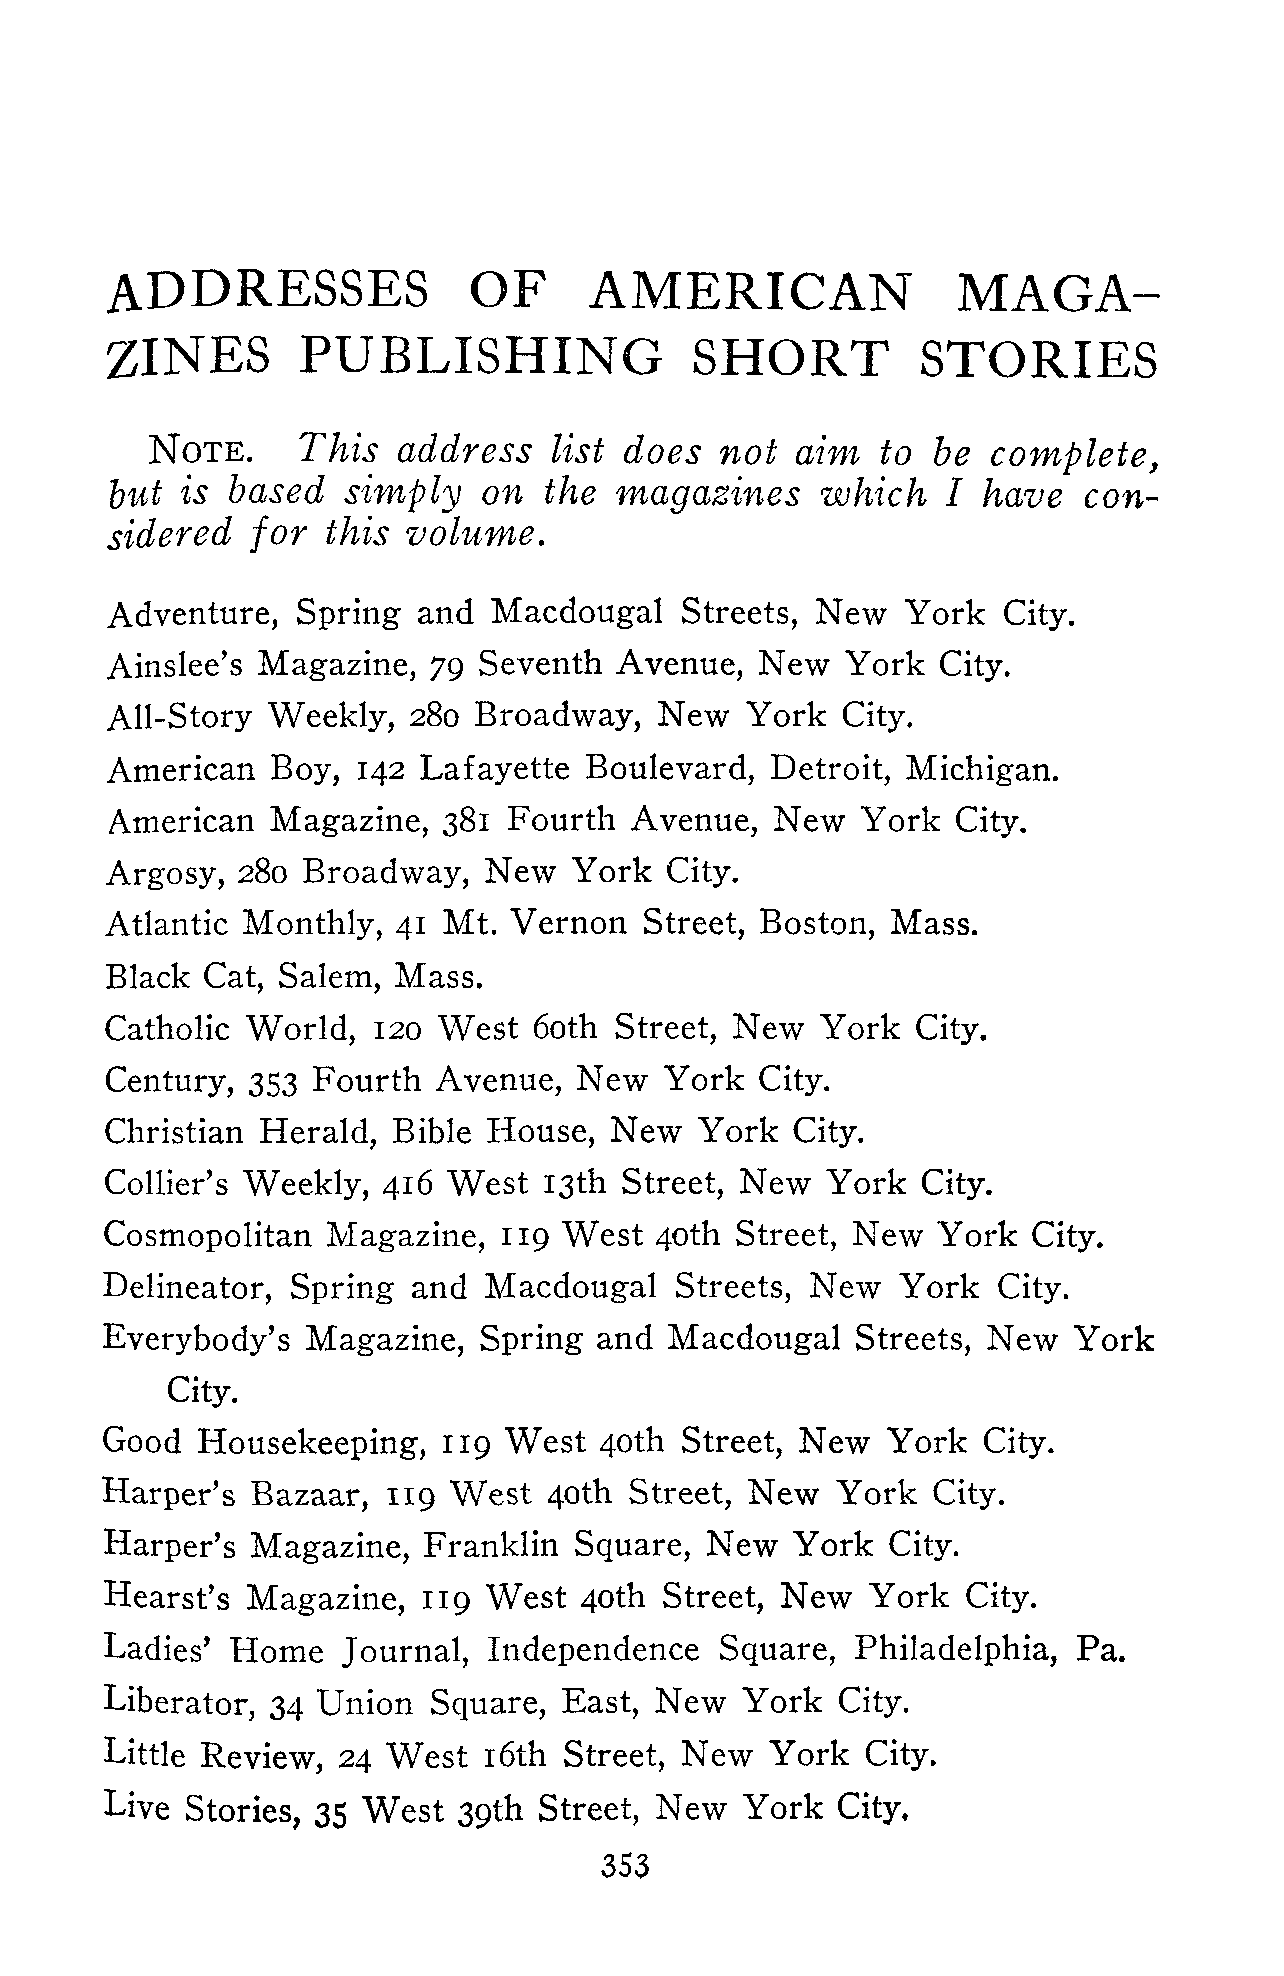 ADDRESSES OF AMERICAN MAGA-
ZINES PUBLISHING SHORT STORIES
NOTE. This address list does not aim to be complete,
but is based simply on the magazines which I have con-
sidered for this volume.
Adventure, Spring and Macdougal Streets, New York City.
Ainslee's Magazine, 79 Seventh Avenue, New York City.
All-Story Weekly, 280 Broadway, New York City.
American Boy, 142 Lafayette Boulevard, Detroit, Michigan.
American Magazine, 381 Fourth Avenue, New York City.
Argosy, 280 Broadway, New York City.
Atlantic Monthly, 41 Mt. Vernon Street, Boston, Mass.
Black Cat, Salem, Mass.
Catholic World, 120 West 60th Street, New York City.
Century, 353 Fourth Avenue, New York City.
Christian Herald, Bible House, New York City.
Collier's Weekly, 416 West 13th Street, New York City.
Cosmopolitan Magazine, 119 West 40th Street, New York City.
Delineator, Spring and Macdougal Streets, New York City.
Everybody's Magazine, Spring and Macdougal Streets, New York
City.
Good Housekeeping, 119 West 40th Street, New York City.
Harper's Bazaar, 119 West 40th Street, New York City.
Harper's Magazine, Franklin Square, New York City.
Hearst's Magazine, 119 West 40th Street, New York City.
Ladies' Home Journal, Independence Square, Philadelphia, Pa.
Liberator, 34 Union Square, East, New York City.
Little Review, 24 West 16th Street, New York City.
Live Stories, 35 West 39th Street, New York City.
353